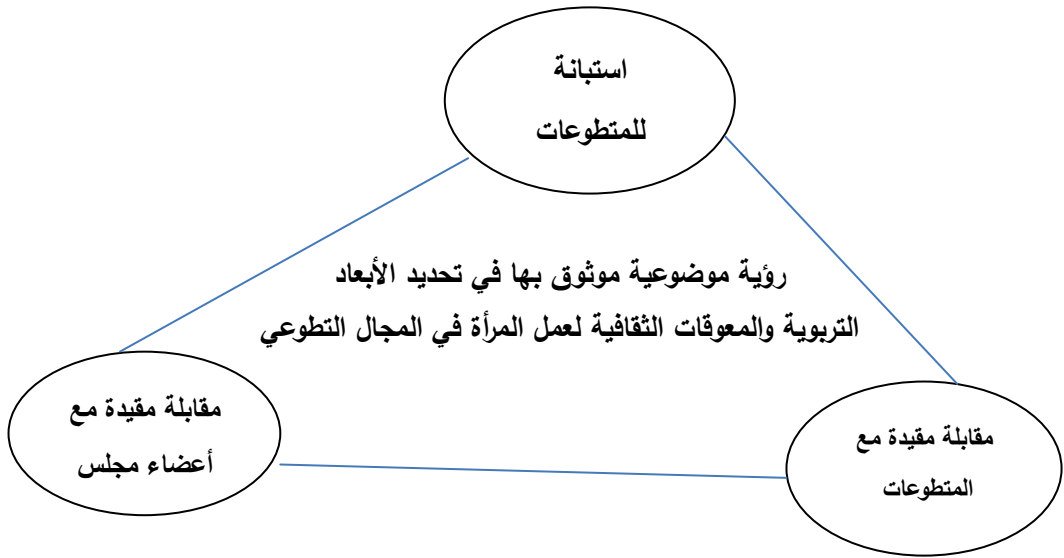 استبانة
للمتطوعات
رؤية موضوعية موثوق بها في تحديد الأبعاد
التربوية والمعوقات الثقافية لعمل المرأة في المجال التطوعي
مقابلة مقيدة مع
المتطوعات
مقابلة مقيدة مع
أعضاء مجلس